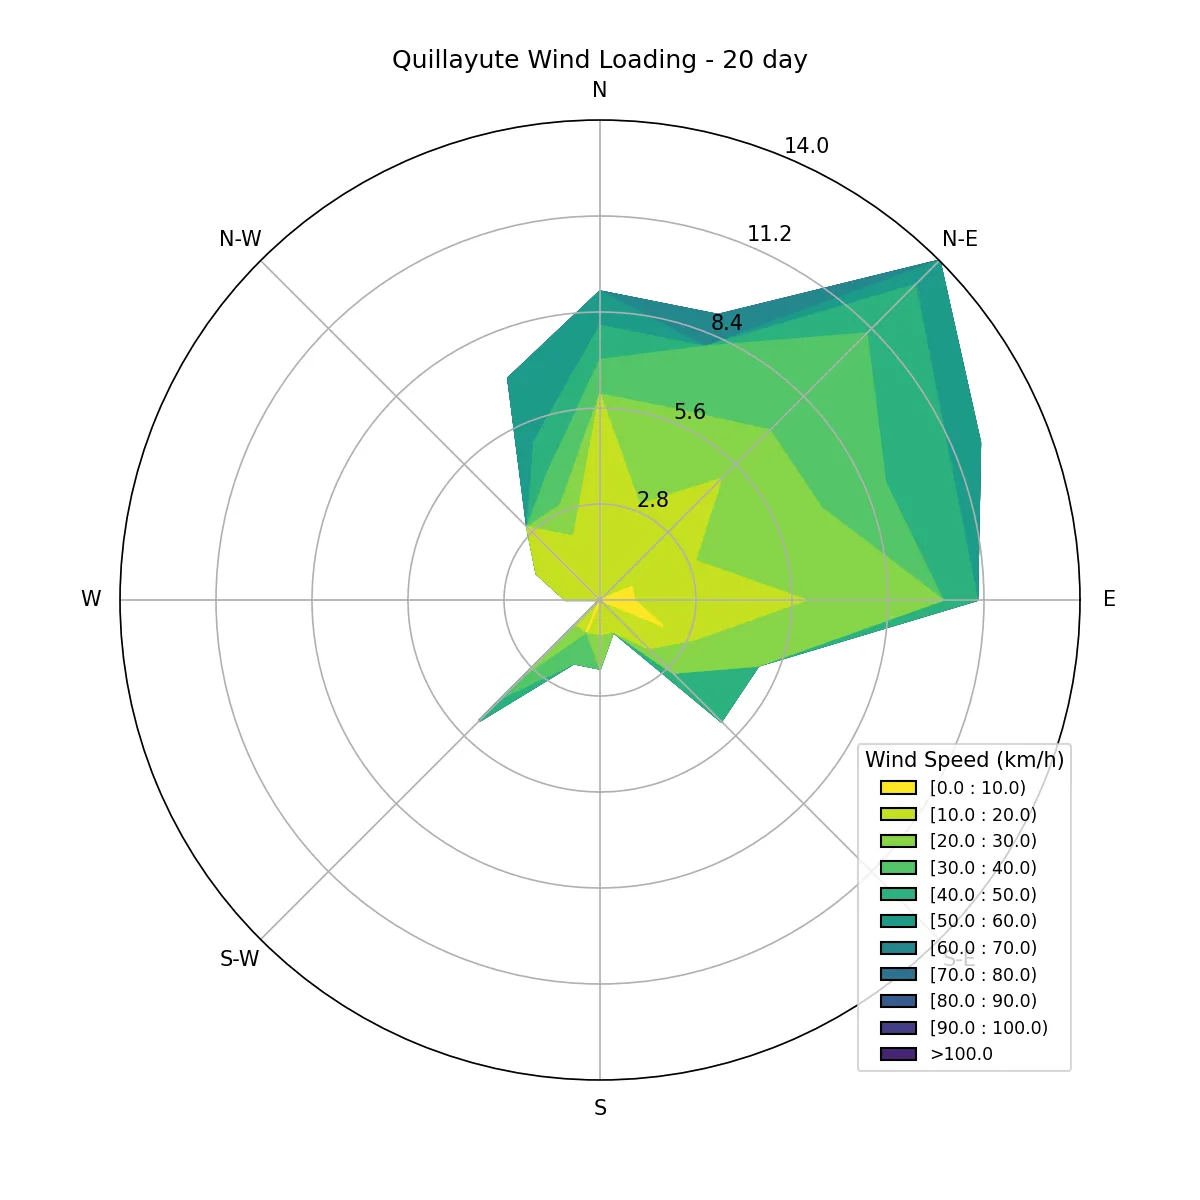 Quillayute Wind Loading - 20 day
N
14.0
11.2
N-W
N-E
8.4
5.6
2.8
W
E
Wind Speed (km/h)
[0.0 : 10.0)
[10.0 : 20.0)
[20.0 : 30.0)
[30.0 : 40.0)
[40.0 : 50.0)
[50.0 : 60.0)
[60.0 : 70.0)
[70.0 : 80.0)
[80.0 : 90.0)
[90.0 : 100.0)
>100.0
S-W
S-E
S